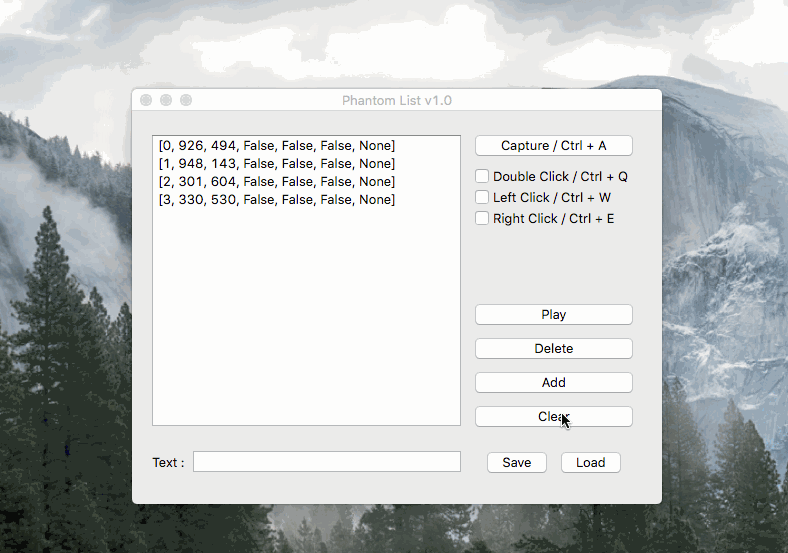 Phantom List v1.0
[0, 926, 494, False, False, False, None]
[1, 948, 143, False, False, False, None]
[2, 301, 604, False, False, False, None]
[3, 330, 530, False, False, False, None]
Capture / Ctrl + A
Double Click / Ctrl + Q
Left Click / Ctrl + W
Right Click / Ctrl + E
Play
Delete
Add
Clear
Text :
Save
Load